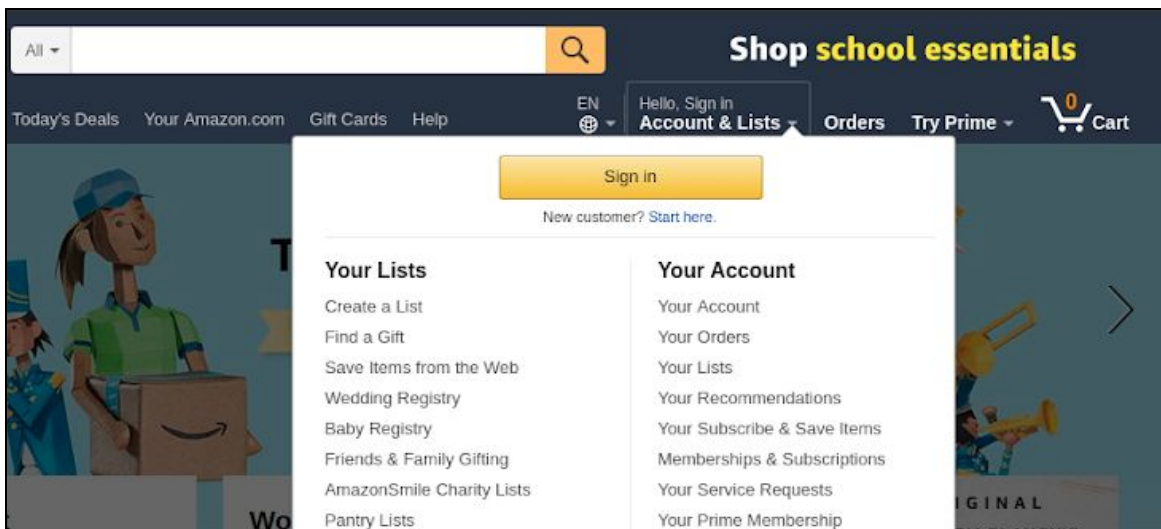 All
Shop school essentials
Today's Deals Your Amazon.com Gift Cards Help
EN
Hello, Sign in
Account & Lists Orders Try Prime 0 Cart
Sign in
New customer? Start here.
Your Lists
Create a List
Find a Gift
Save Items from the Web
Wedding Registry
Baby Registry
Friends & Family Gifting
AmazonSmile Charity Lists
Pantry Lists
Your Account
Your Account
Your Orders
Your Lists
Your Recommendations
Your Subscribe & Save Items
Memberships & Subscriptions
Your Service Requests
Your Prime Membership
T
Wo
IGINAL